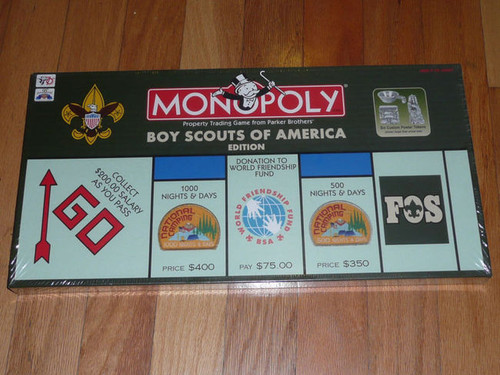 MONOPOLY
Property Trading Game from Parker Brothers
BOY SCOUTS OF AMERICA
EDITION
COLLECT
$200.00 SALARY
AS YOU PASS
GO
1000
NIGHTS & DAYS
NATIONAL
CAMPING
PRICE $400
DONATION TO
WORLD FRIENDSHIP
FUND
WORLD FRIENDSHIP FUND
BSA
PAY $75.00
500
NIGHTS & DAYS
NATIONAL
CAMPING
PRICE $350
FOS